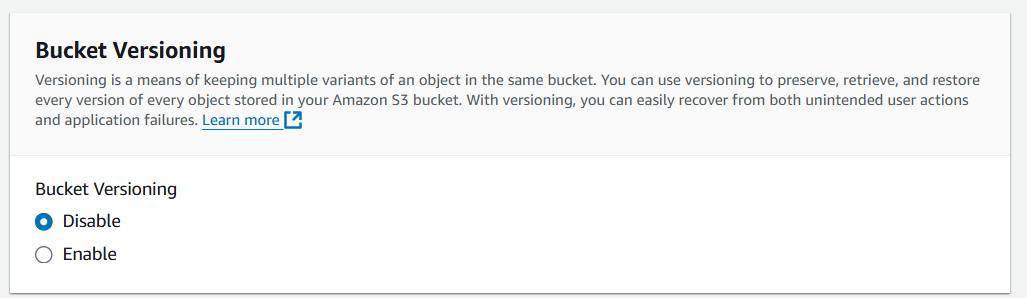 Bucket Versioning
Versioning is a means of keeping multiple variants of an object in the same bucket. You can use versioning to preserve, retrieve, and restore
every version of every object stored in your Amazon S3 bucket. With versioning, you can easily recover from both unintended user actions
and application failures. Learn more
Bucket Versioning
Disable
Enable